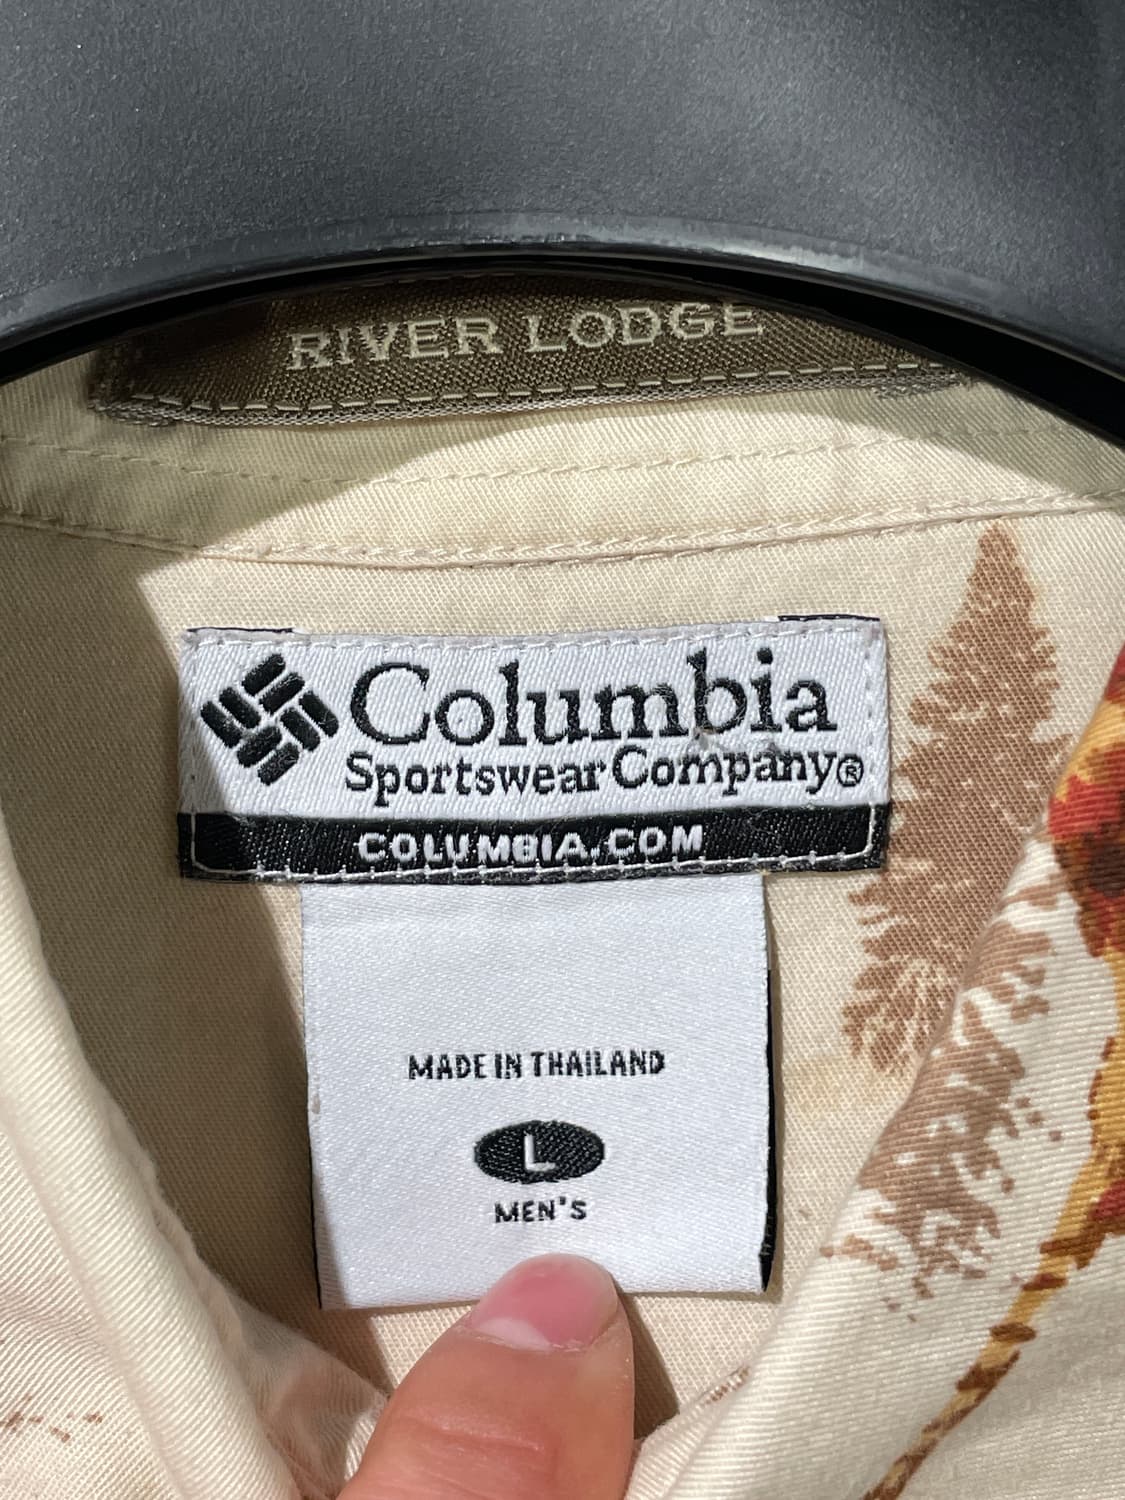 RIVER LODGE
Columbia
Sportswear Company®
COLUMBIA.COM
MADE IN THAILAND
L
MEN'S